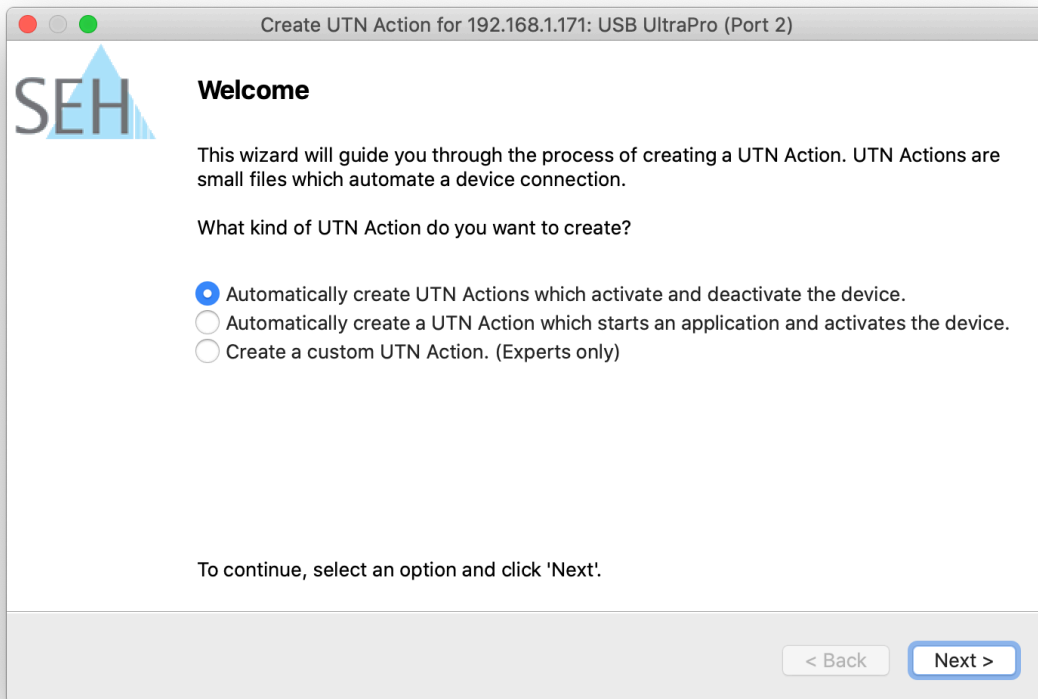 Create UTN Action for 192.168.1.171: USB UltraPro (Port 2)
SEH
Welcome
This wizard will guide you through the process of creating a UTN Action. UTN Actions are
small files which automate a device connection.
What kind of UTN Action do you want to create?
Automatically create UTN Actions which activate and deactivate the device.
Automatically create a UTN Action which starts an application and activates the device.
Create a custom UTN Action. (Experts only)
To continue, select an option and click 'Next'.
< Back
Next >